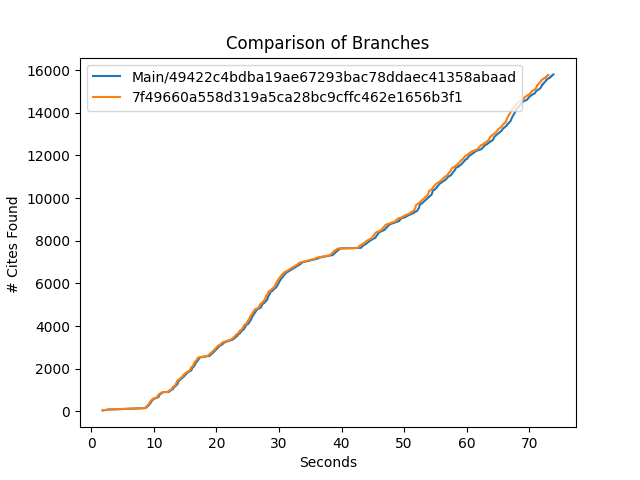 Comparison of Branches
Main/49422c4bdba19ae67293bac78ddaec41358abaad
7f49660a558d319a5ca28bc9cffc462e1656b3f1
16000
14000
12000
10000
8000
6000
4000
2000
0
# Cites Found
0 10 20 30 40 50 60 70
Seconds